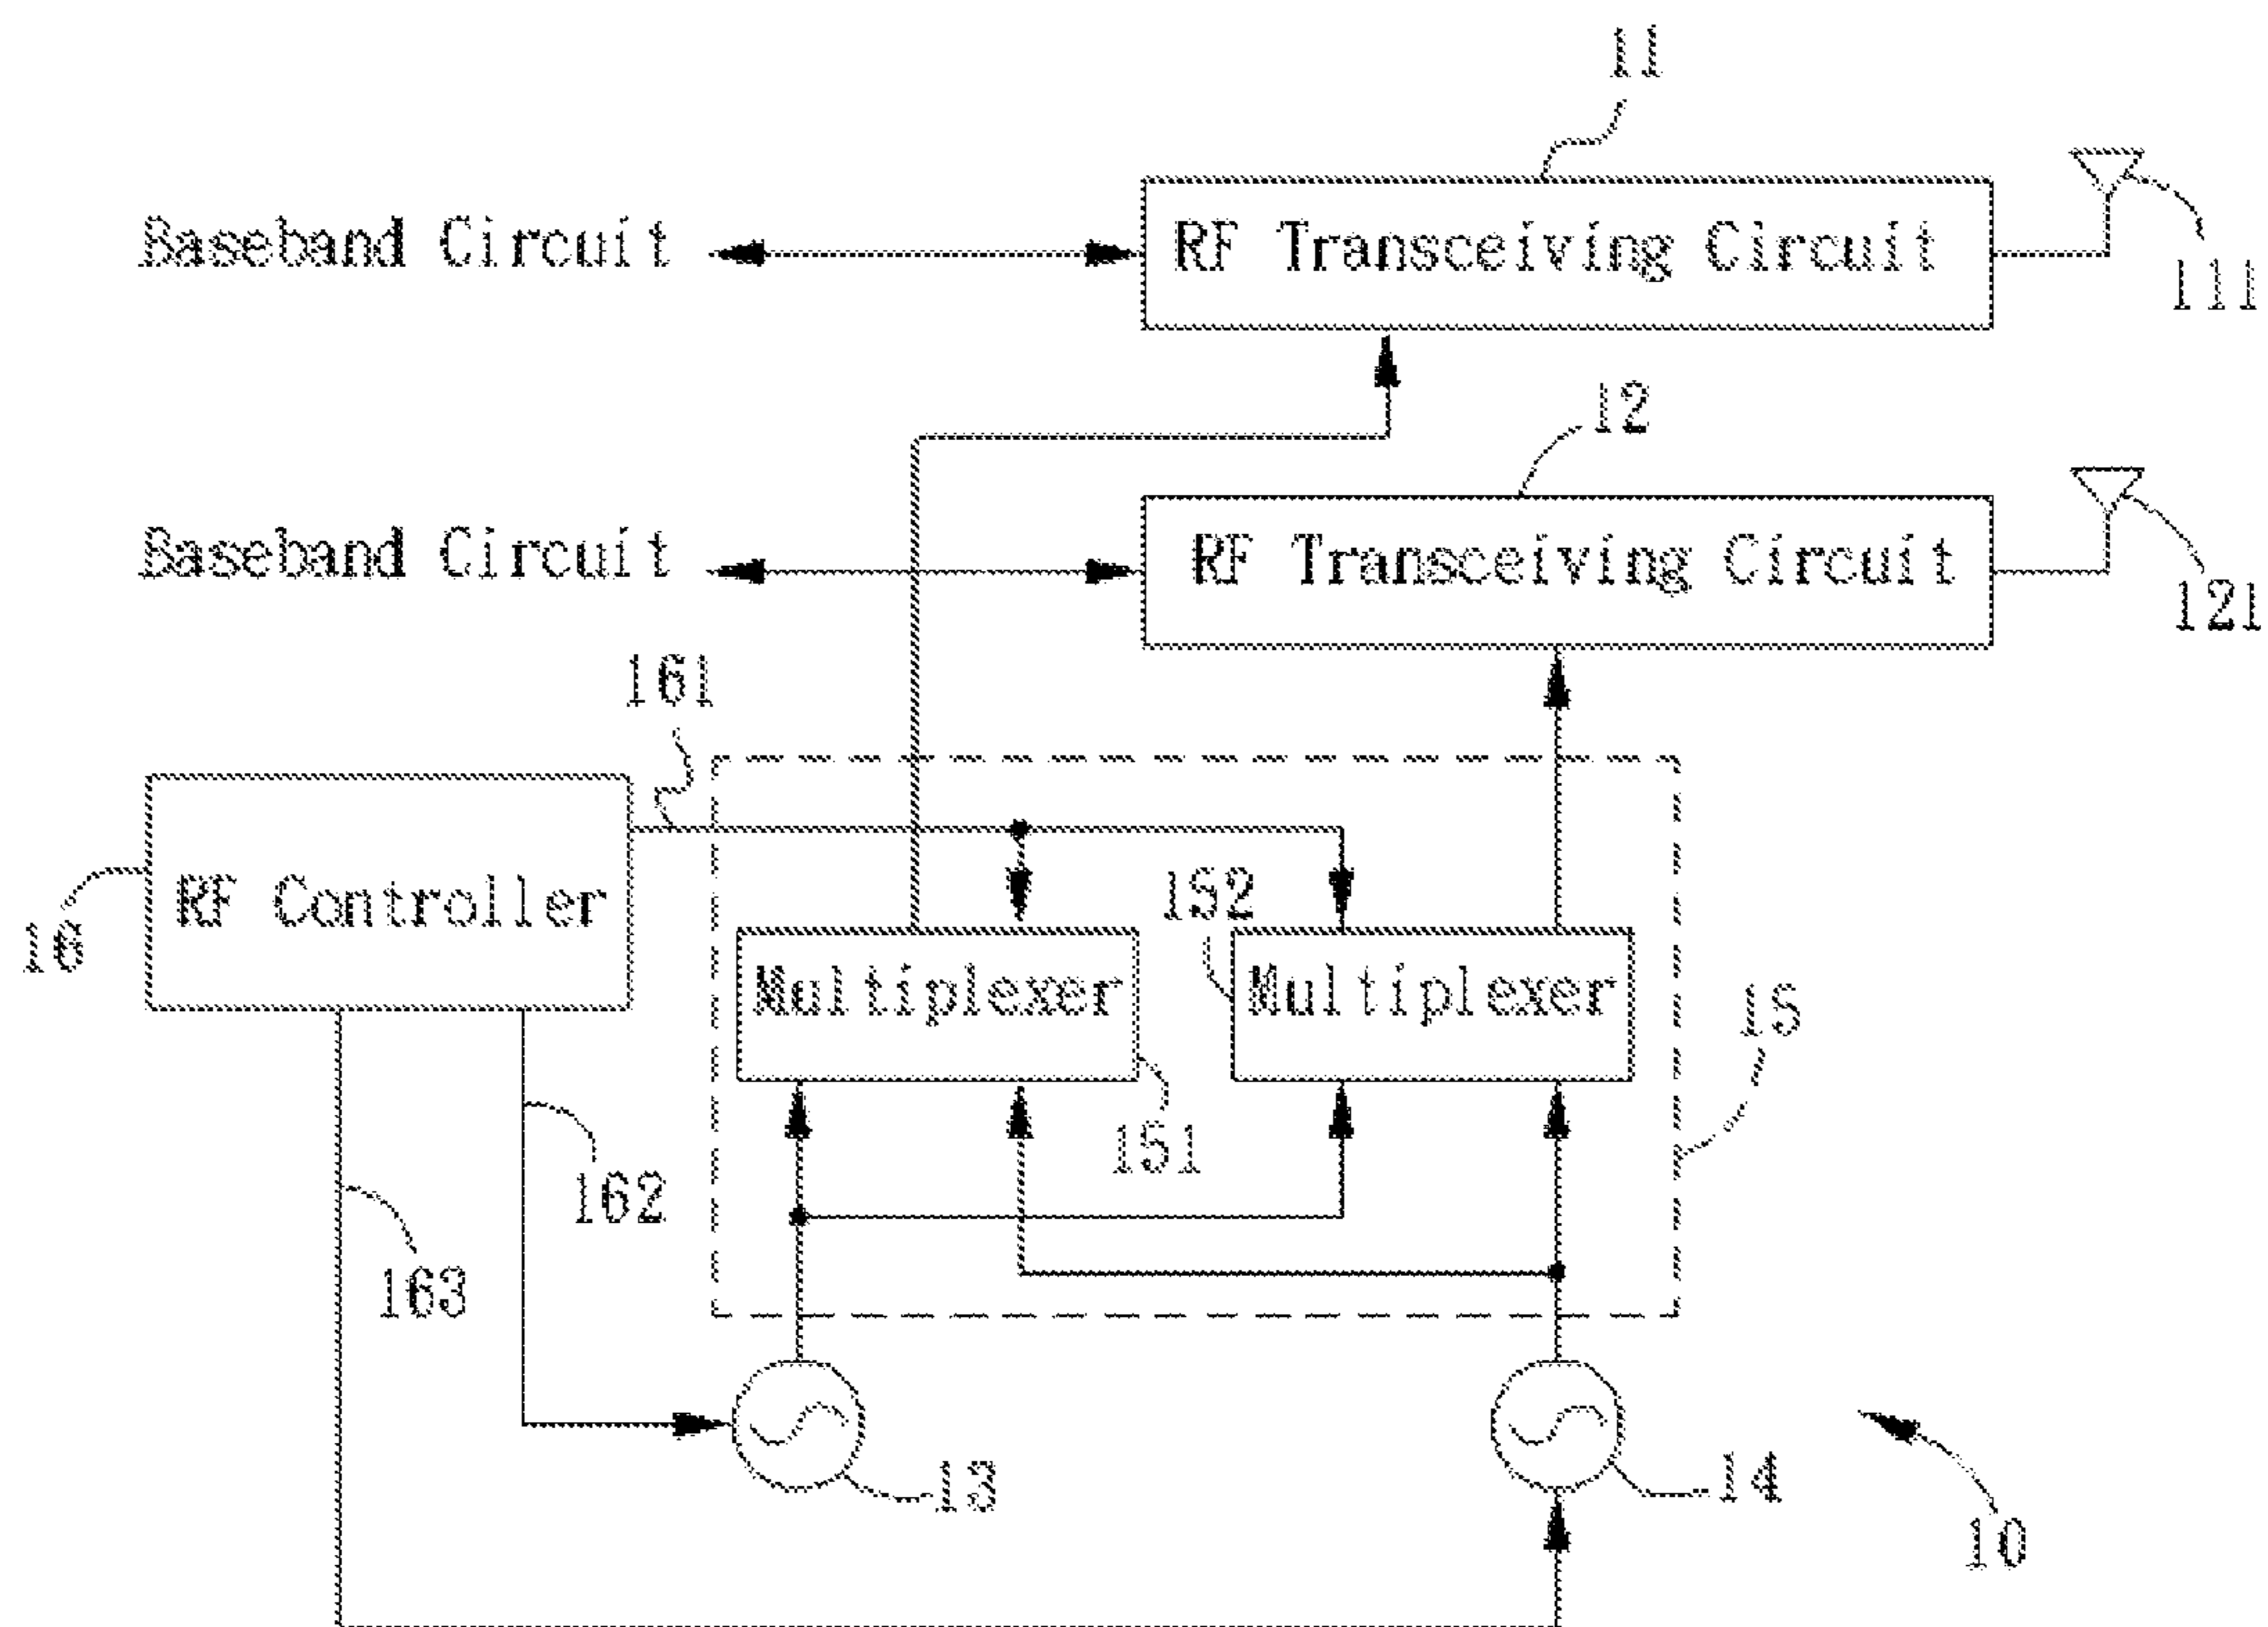 11
Baseband Circuit
RF Transceiving Circuit
111
12
Baseband Circuit
RF Transceiving Circuit
121
161
RF Controller
16
152
Multiplexer
Multiplexer
15
151
162
163
13
14
10